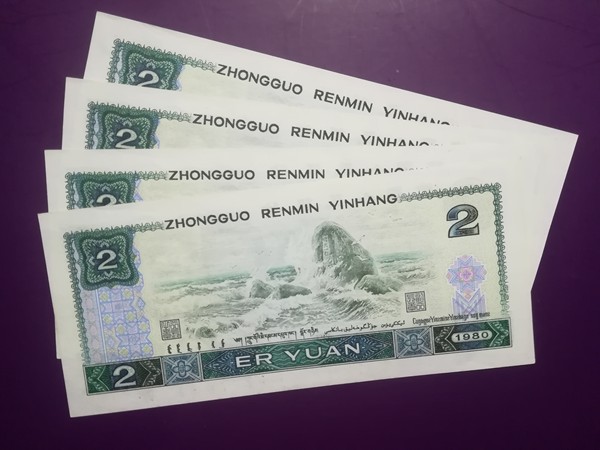 2 ZHONGGUO RENMIN YINHANG
2 ZHONGGUO RENMIN YINHANG
2 ZHONGGUO RENMIN YINHANG
ZHONGGUO RENMIN YINHANG
2 2
2 ER YUAN 1980